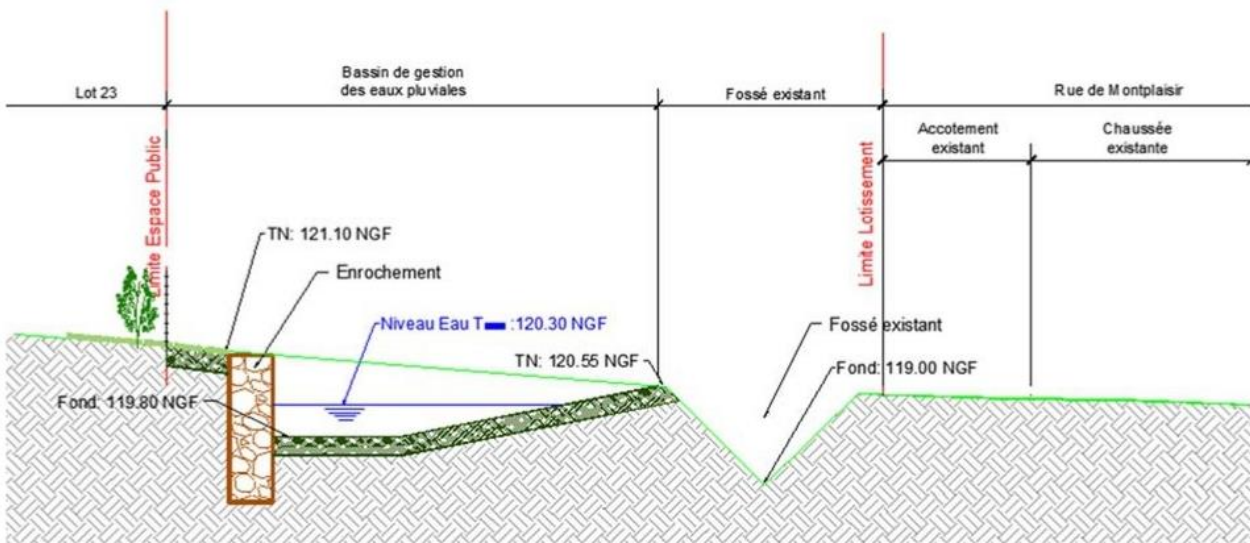 Lot 23
Bassin de gestion
des eaux pluviales
Fossé existant
Rue de Montplaisir
Accotement
existant
Chaussée
existante
Limite Espace Public
Limite Lotissement
TN: 121.10 NGF
Enrochement
Niveau Eau T :120.30 NGF
Fossé existant
TN: 120.55 NGF
Fond: 119.00 NGF
Fond: 119.80 NGF